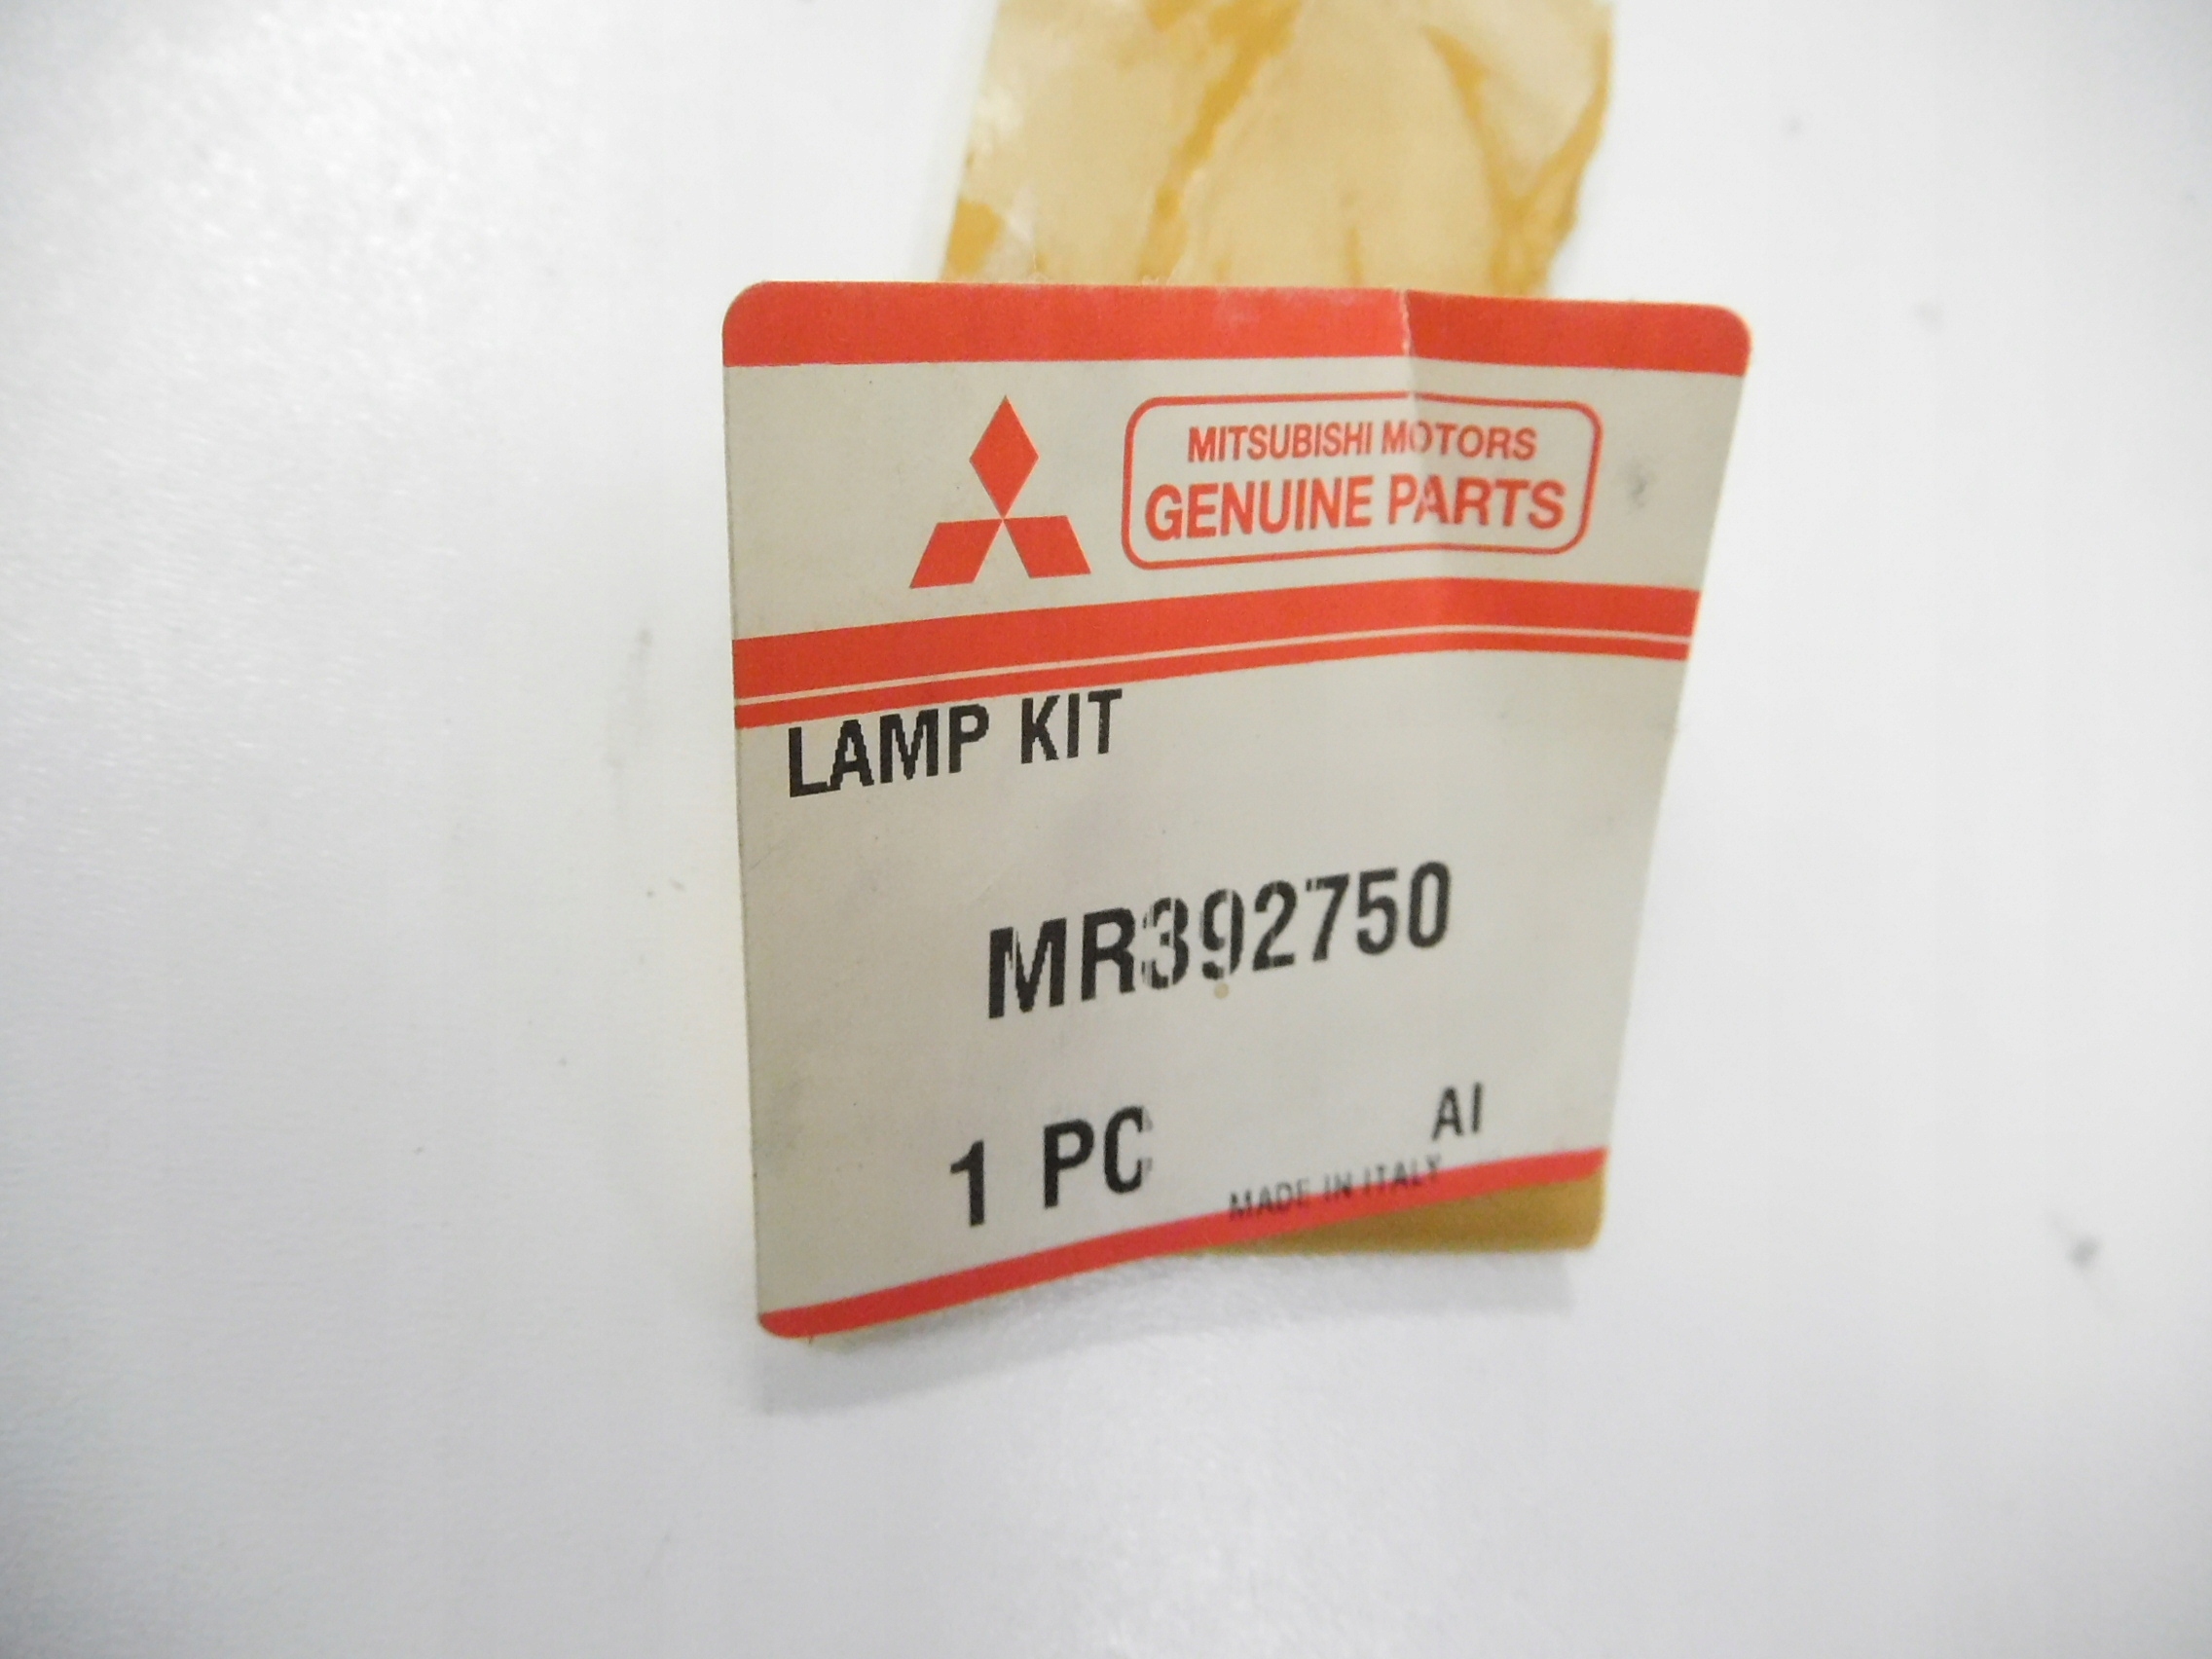 MITSUBISHI MOTORS
GENUINE PARTS
LAMP KIT
MR392750
1 PC
AI
MADE IN ITALY